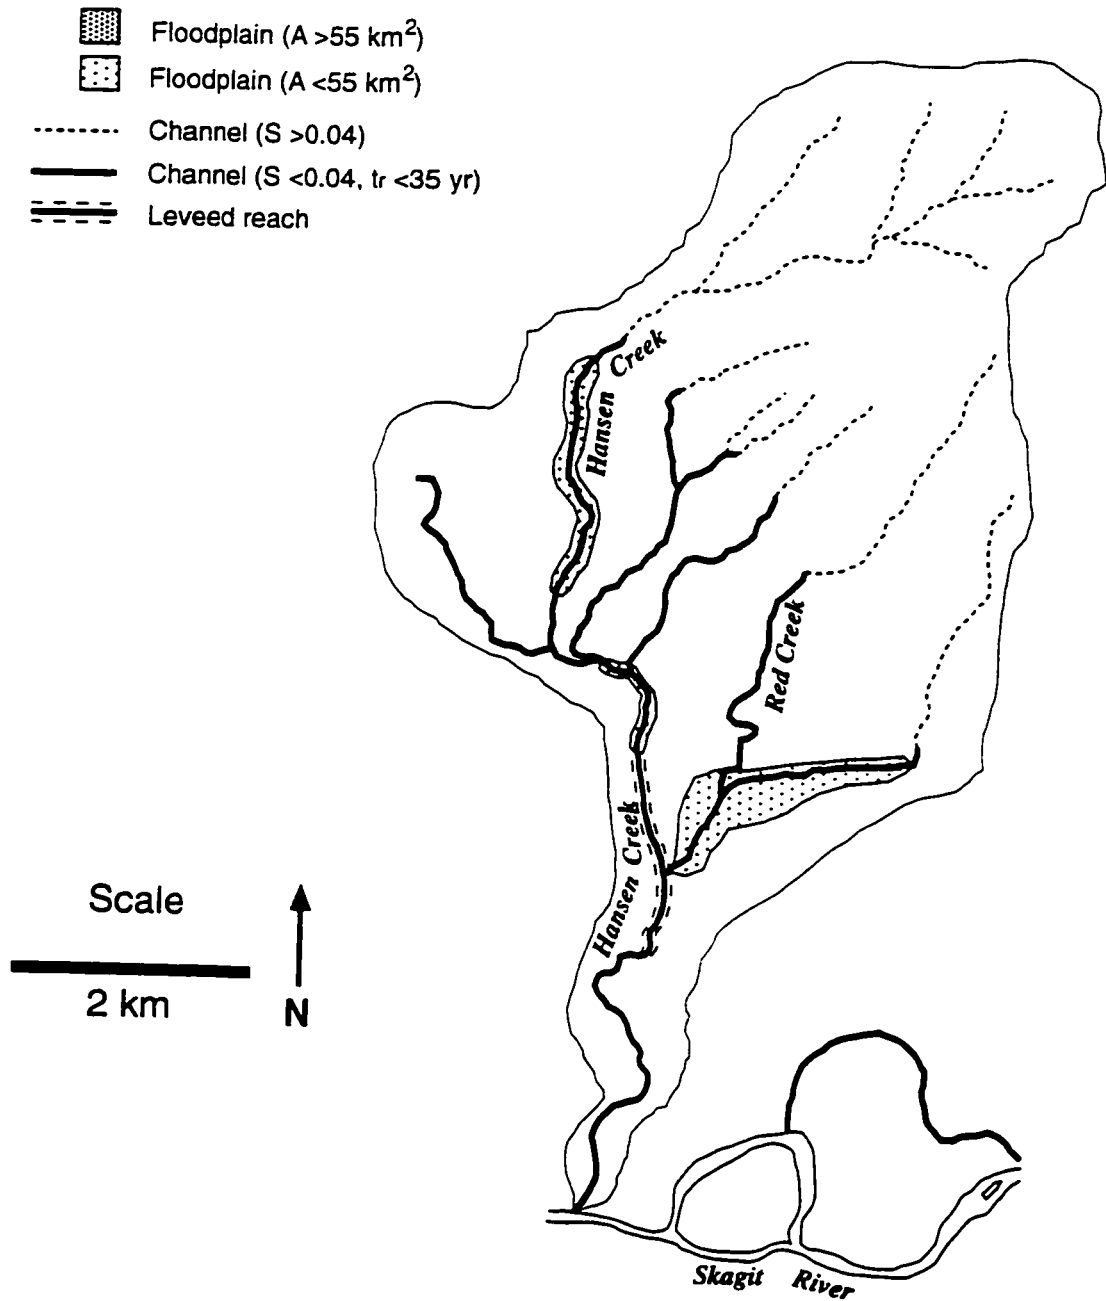 Floodplain (A >55 km²)
Floodplain (A <55 km²)
Channel (S >0.04)
Channel (S <0.04, tr <35 yr)
Leveed reach
Hansen Creek
Red Creek
Hansen Creek
Scale
2 km
N
Skagit River